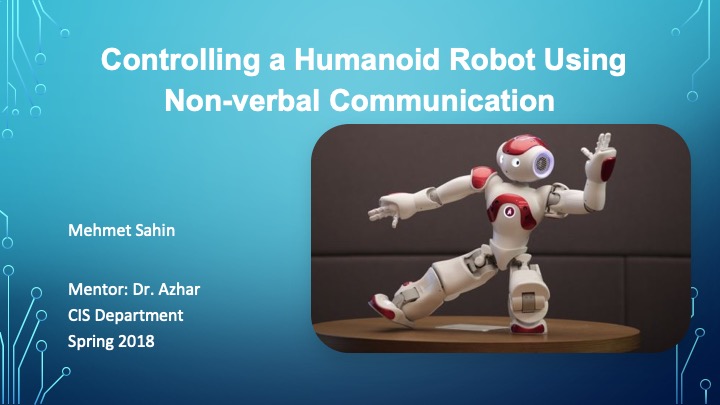 Controlling a Humanoid Robot Using
Non-verbal Communication
Mehmet Sahin
Mentor: Dr. Azhar
CIS Department
Spring 2018